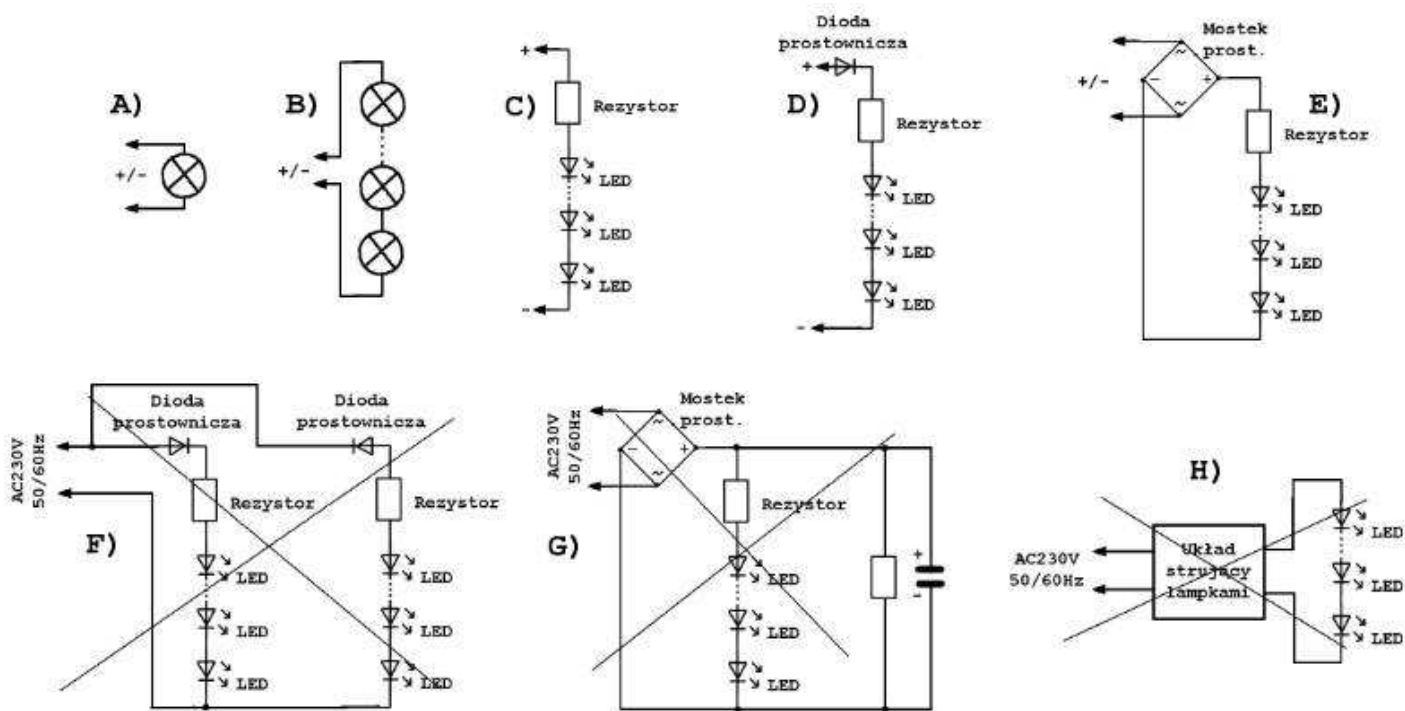 A)
+/-
B)
+/-
C)
+
Rezystor
LED
LED
LED
-
Dioda
prostownicza
+
D)
Rezystor
LED
LED
LED
-
Mostek
prost.
~
- +
~
+/-
E)
Rezystor
LED
LED
LED
Dioda
prostownicza
Dioda
prostownicza
AC230V
50/60Hz
Rezystor
Rezystor
F)
LED
LED
LED
LED
LED
LED
Mostek
prost.
~
- +
~
AC230V
50/60Hz
Rezystor
G)
LED
LED
LED
+
-
H)
AC230V
50/60Hz
Układ
strujący
lampkami
LED
LED
LED